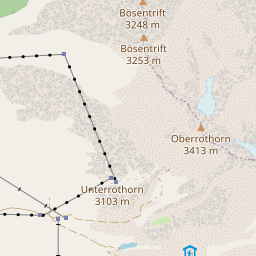 Bösentrift
3248 m
Bösentrift
3253 m
Oberrothorn
3413 m
Unterrothorn
3103 m